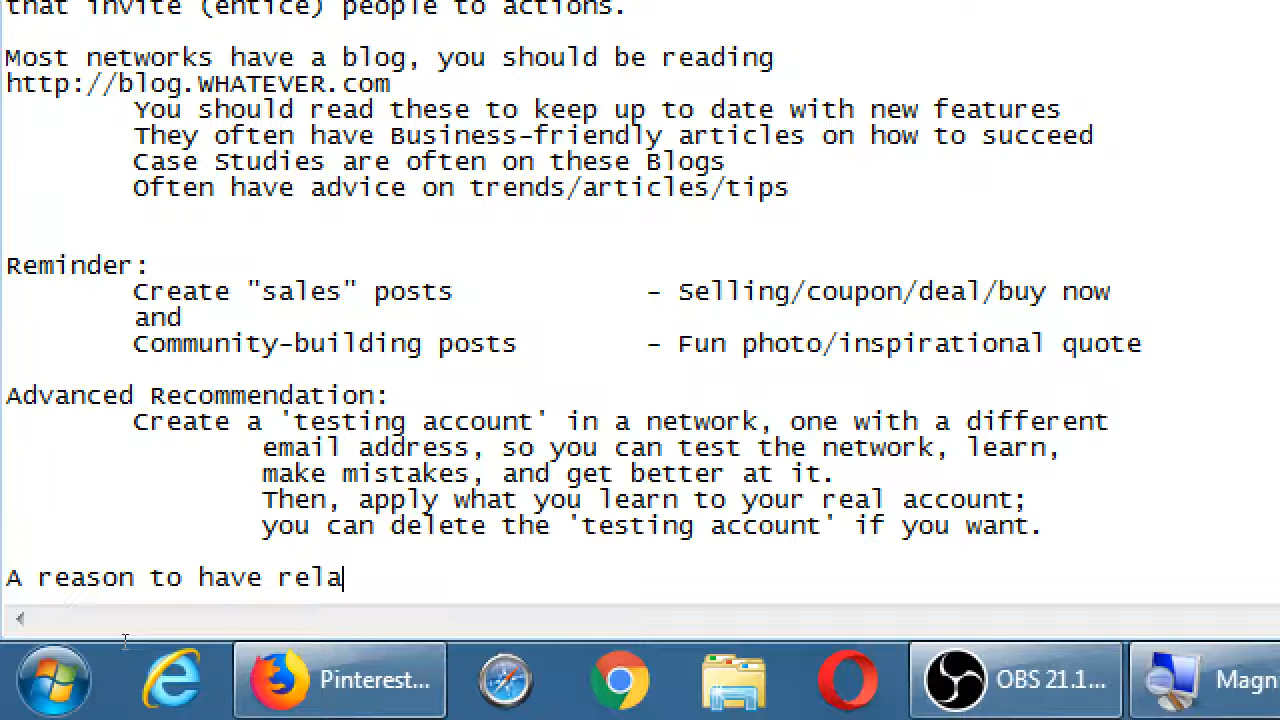 that invite (entice) people to actions.
Most networks have a blog, you should be reading
http://blog.WHATEVER.com
You should read these to keep up to date with new features
They often have Business-friendly articles on how to succeed
Case Studies are often on these Blogs
Often have advice on trends/articles/tips
Reminder:
Create "sales" posts - Selling/coupon/deal/buy now
and
Community-building posts - Fun photo/inspirational quote
Advanced Recommendation:
Create a 'testing account' in a network, one with a different
email address, so you can test the network, learn,
make mistakes, and get better at it.
Then, apply what you learn to your real account;
you can delete the 'testing account' if you want.
A reason to have rela
Pinterest... OBS 21.1... Magn